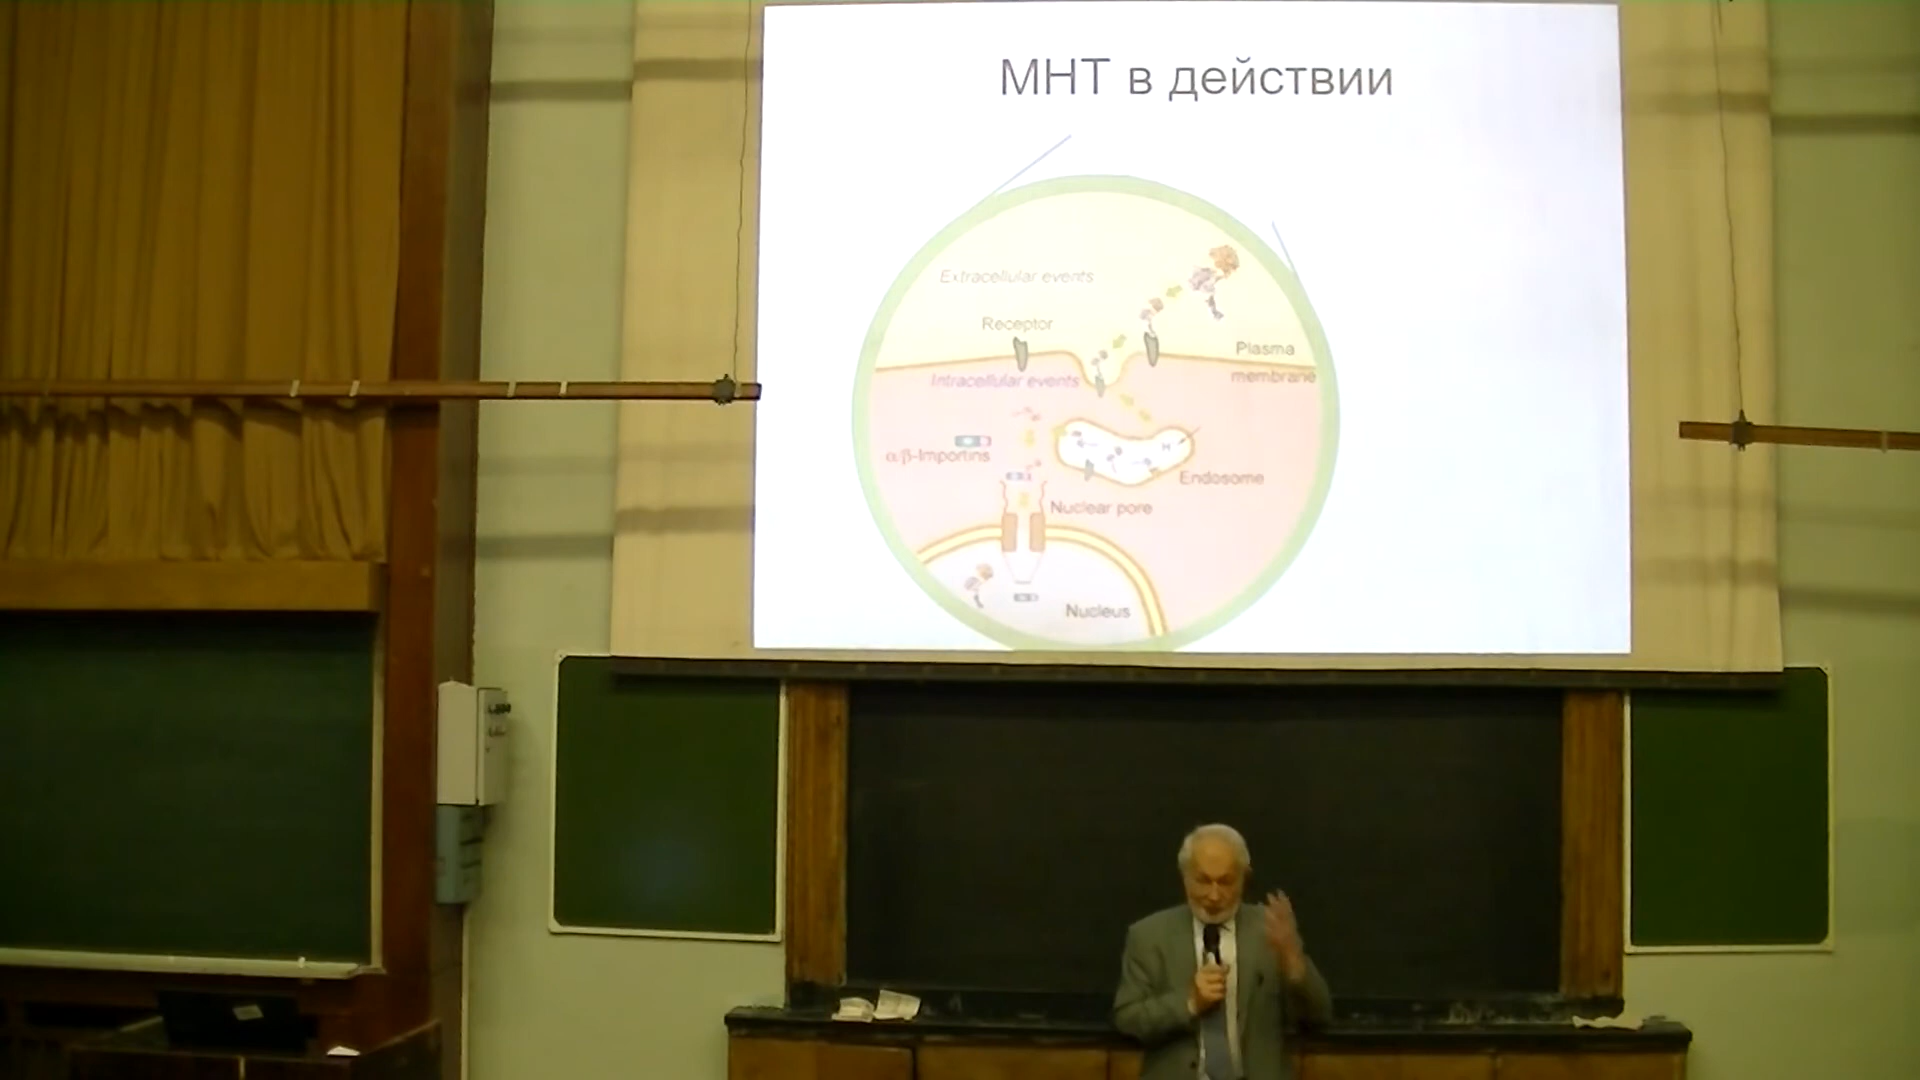 МНТ в действии
Extracellular events
Receptor
Plasma
membrane
Intracellular events
α/β-Importins
H
Endosome
Nuclear pore
Nucleus